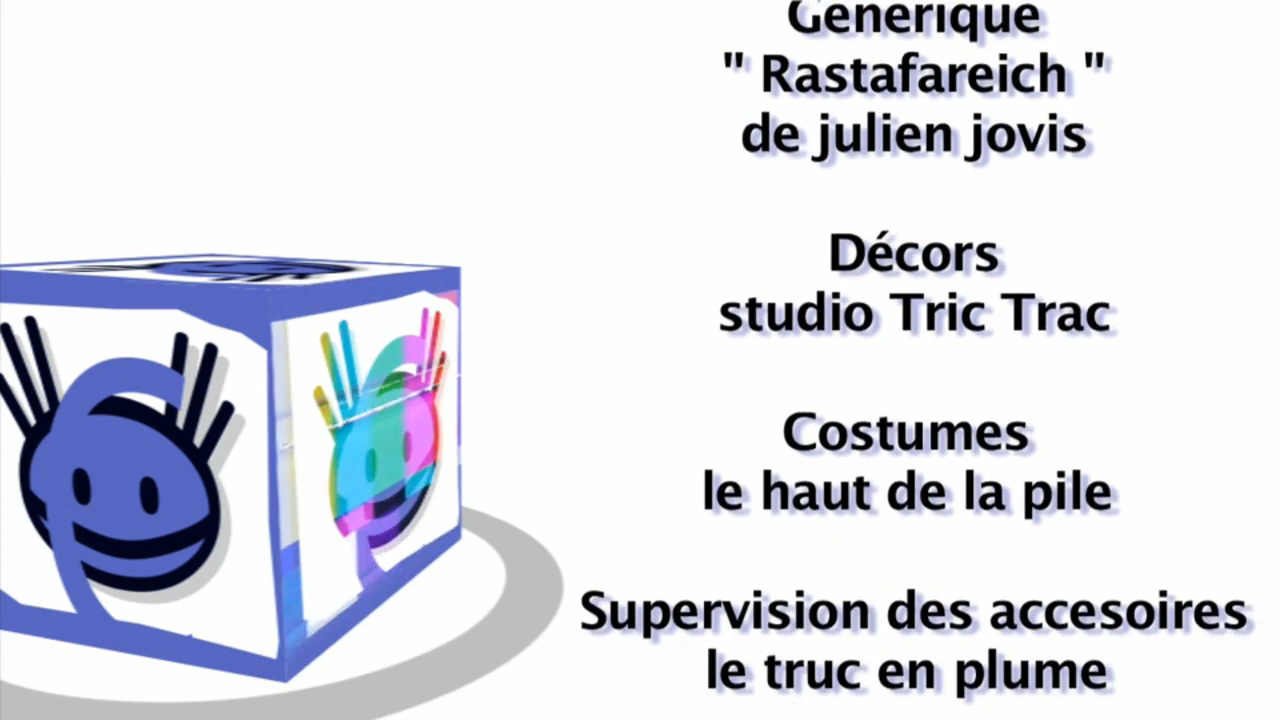 Générique
" Rastafareich "
de julien jovis
Décors
studio Tric Trac
Costumes
le haut de la pile
Supervision des accesoires
le truc en plume